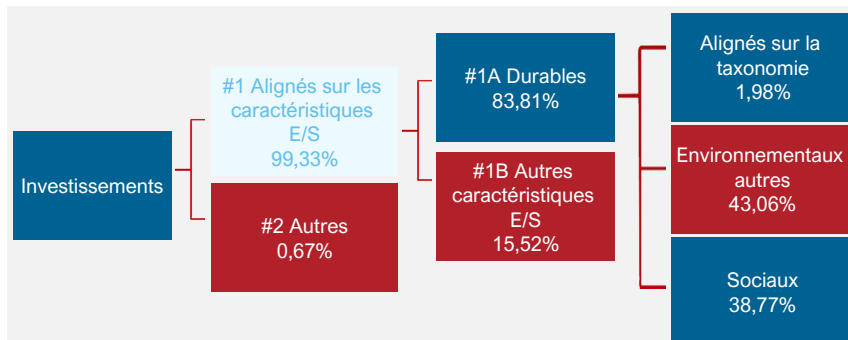 Investissements
#1 Alignés sur les
caractéristiques
E/S
99,33%
#2 Autres
0,67%
#1A Durables
83,81%
#1B Autres
caractéristiques
E/S
15,52%
Alignés sur la
taxonomie
1,98%
Environnementaux
autres
43,06%
Sociaux
38,77%